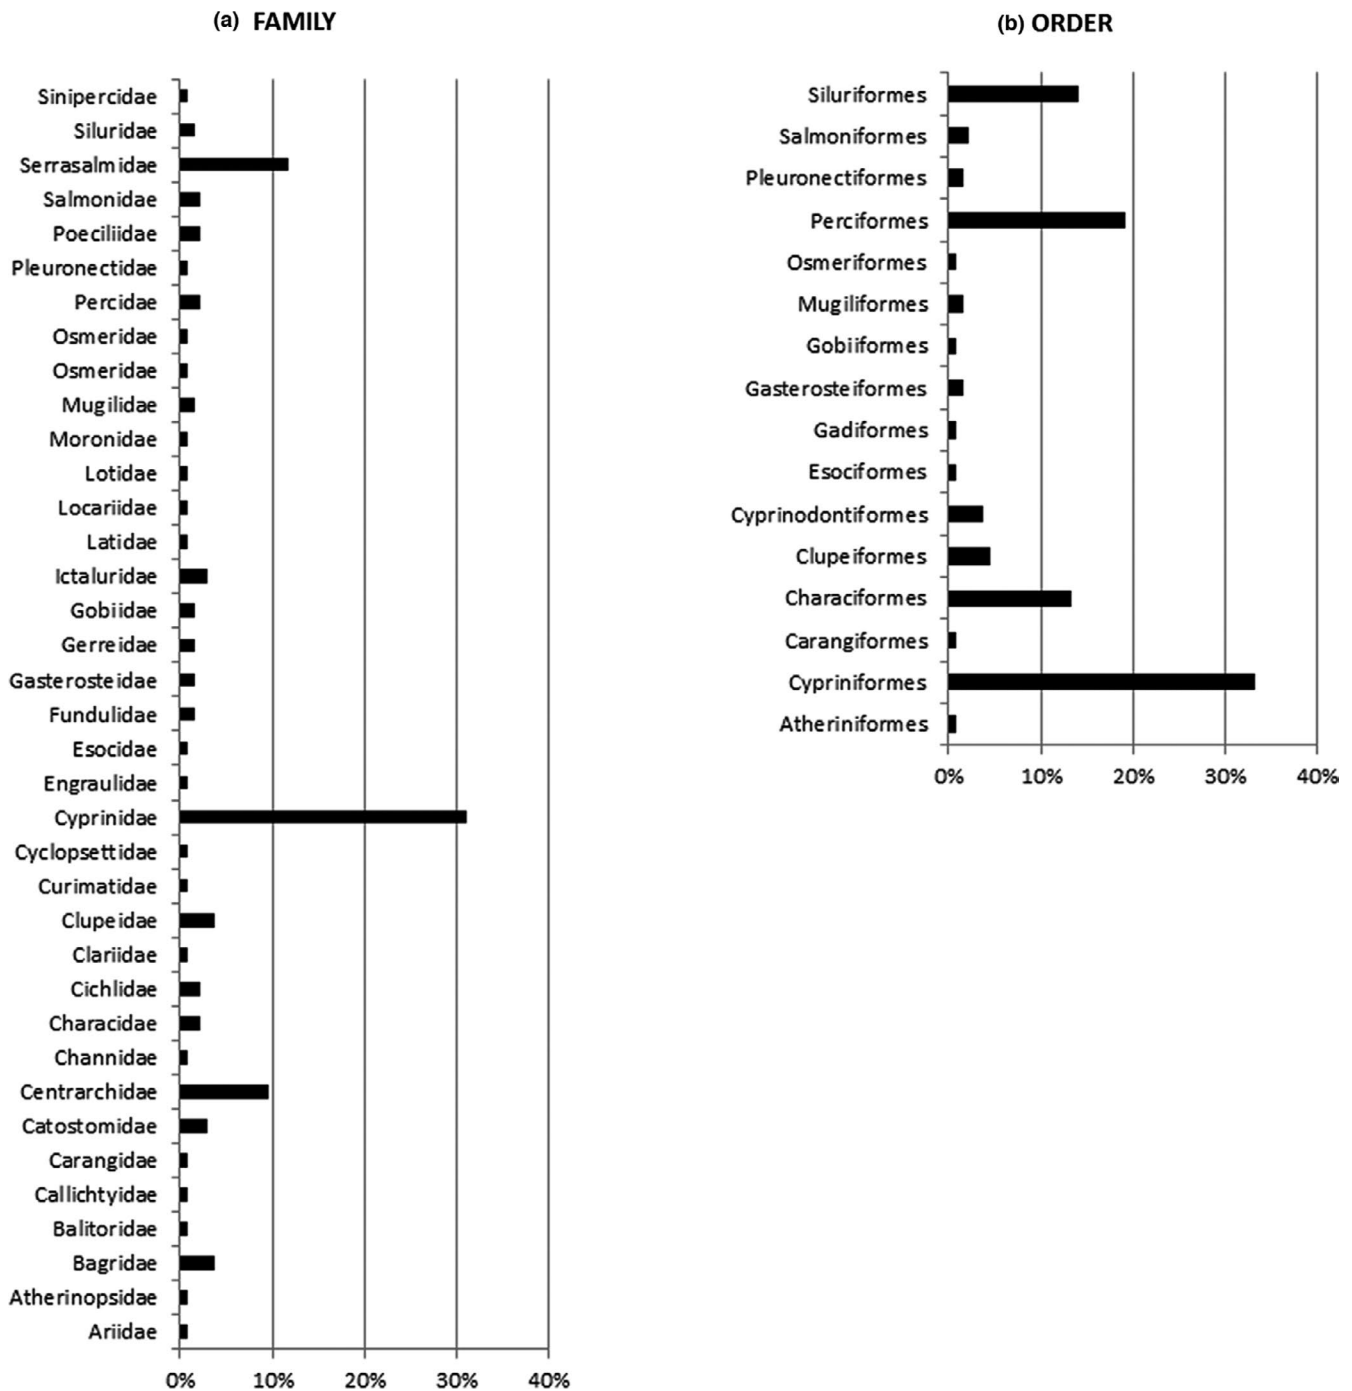 (a) FAMILY
Sinipercidae
Siluridae
Serrasalmidae
Salmonidae
Poeciliidae
Pleuronectidae
Percidae
Osmeridae
Osmeridae
Mugilidae
Moronidae
Lotidae
Locariidae
Latidae
Ictaluridae
Gobiidae
Gerreidae
Gasterosteidae
Fundulidae
Esocidae
Engraulidae
Cyprinidae
Cyclopsettidae
Curimatidae
Clupeidae
Clariidae
Cichlidae
Characidae
Channidae
Centrarchidae
Catostomidae
Carangidae
Callichtyidae
Balitoridae
Bagridae
Atherinopsidae
Ariidae
0% 10% 20% 30% 40%
(b) ORDER
Siluriformes
Salmoniformes
Pleuronectiformes
Perciformes
Osmeriformes
Mugiliformes
Gobiiformes
Gasterosteiformes
Gadiformes
Esociformes
Cyprinodontiformes
Clupeiformes
Characiformes
Carangiformes
Cypriniformes
Atheriniformes
0% 10% 20% 30% 40%